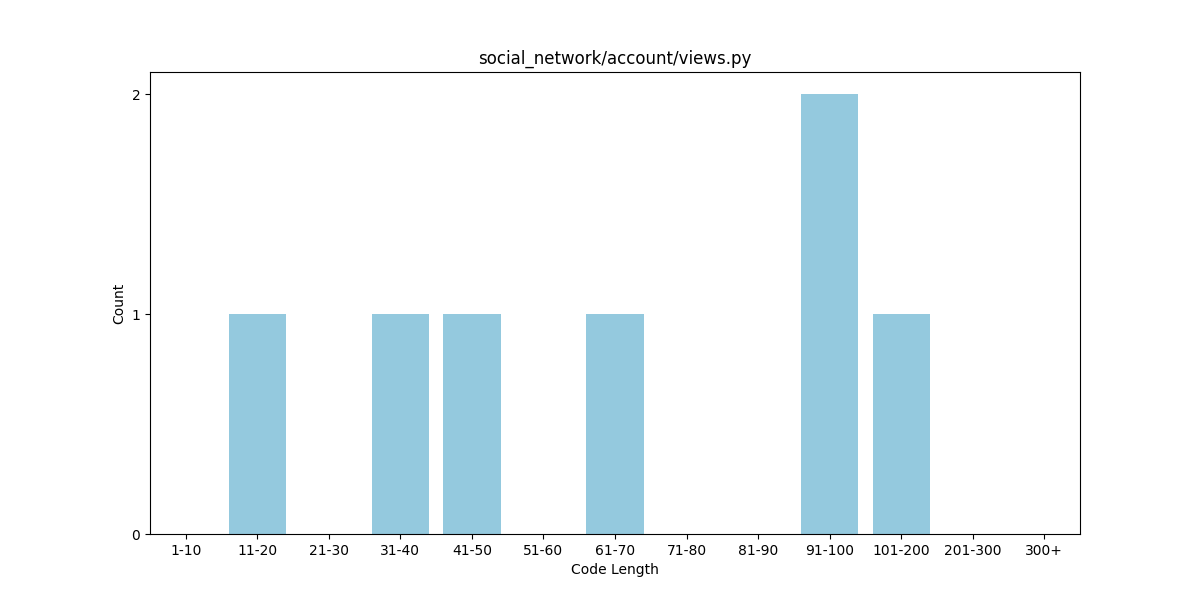 social_network/account/views.py
Count
2
1
0
1-10 11-20 21-30 31-40 41-50 51-60 61-70 71-80 81-90 91-100 101-200 201-300 300+
Code Length